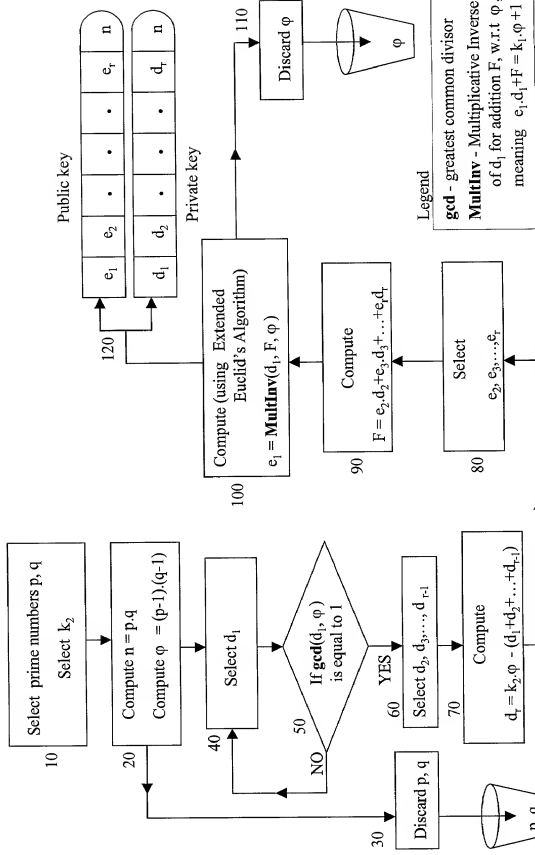 10
Select prime numbers p, q
Select k₂
20
Compute n = p.q
Compute φ = (p-1).(q-1)
30
Discard p, q
p, q
40
Select d₁
50
If gcd(d₁, φ)
is equal to 1
NO
YES
60
Select d₂, d₃,..., d r-1
70
Compute
dᵣ = k₂.φ - (d₁+d₂+...+dr-1)
80
Select
e₂, e₃,...,eᵣ
90
Compute
F = e₂.d₂+e₃.d₃+...+eᵣdᵣ
100
Compute (using Extended
Euclid's Algorithm)
e₁ = MultInv(d₁, F, φ)
110
Discard φ
φ
120
Public key
e₁ e₂ . . . eᵣ n
d₁ d₂ . . . dᵣ n
Private key
Legend
gcd - greatest common divisor
MultInv - Multiplicative Inverse
of d₁ for addition F, w.r.t φ,
meaning e₁.d₁+F = k₁.φ+1